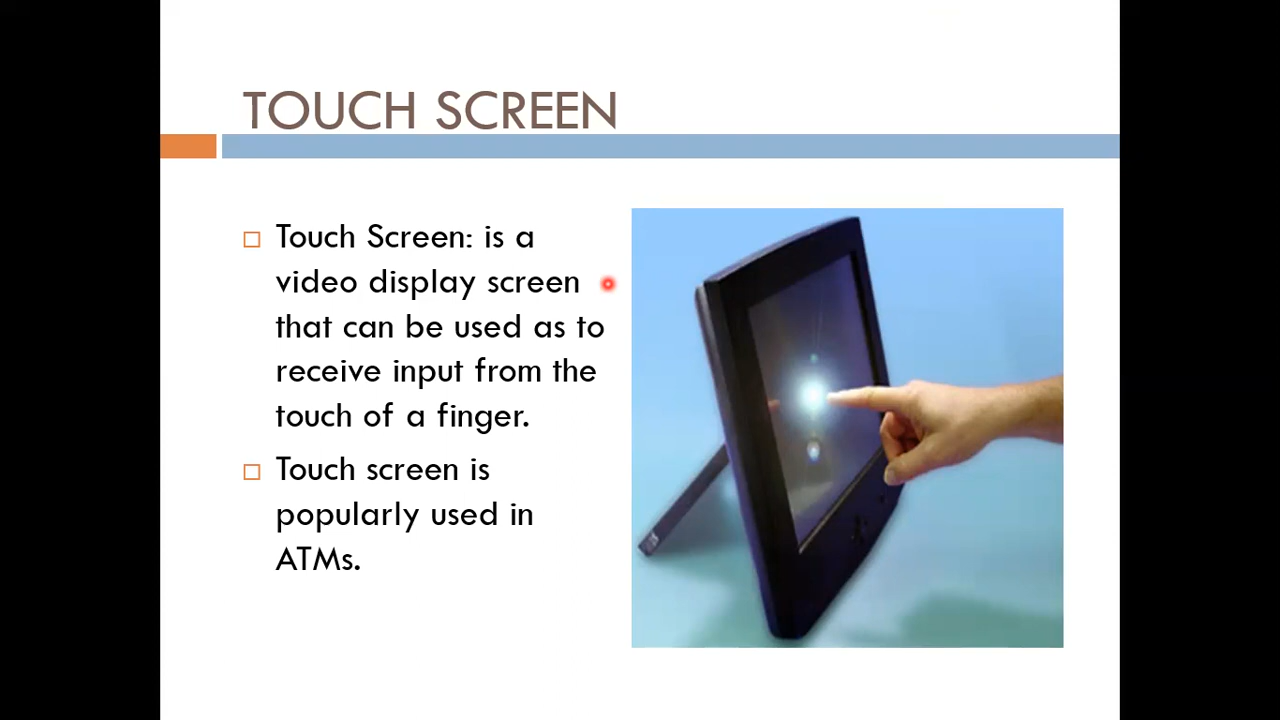 TOUCH SCREEN
Touch Screen: is a
video display screen
that can be used as to
receive input from the
touch of a finger.
Touch screen is
popularly used in
ATMs.